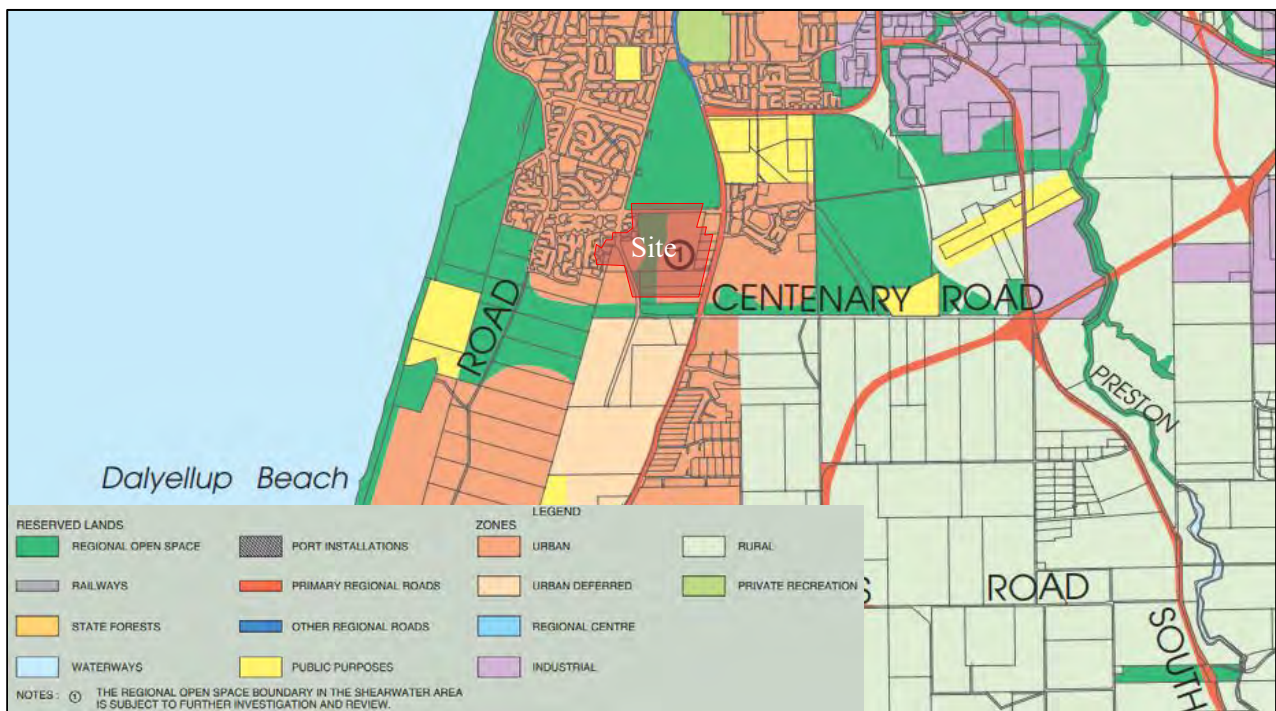 Site
①
CENTENARY ROAD
ROAD
PRESTON
Dalyellup Beach
ROAD
SOUTH
LEGEND
RESERVED LANDS
ZONES
REGIONAL OPEN SPACE
PORT INSTALLATIONS
URBAN
RURAL
RAILWAYS
PRIMARY REGIONAL ROADS
URBAN DEFERRED
PRIVATE RECREATION
STATE FORESTS
OTHER REGIONAL ROADS
REGIONAL CENTRE
WATERWAYS
PUBLIC PURPOSES
INDUSTRIAL
NOTES : ① THE REGIONAL OPEN SPACE BOUNDARY IN THE SHEARWATER AREA
IS SUBJECT TO FURTHER INVESTIGATION AND REVIEW.